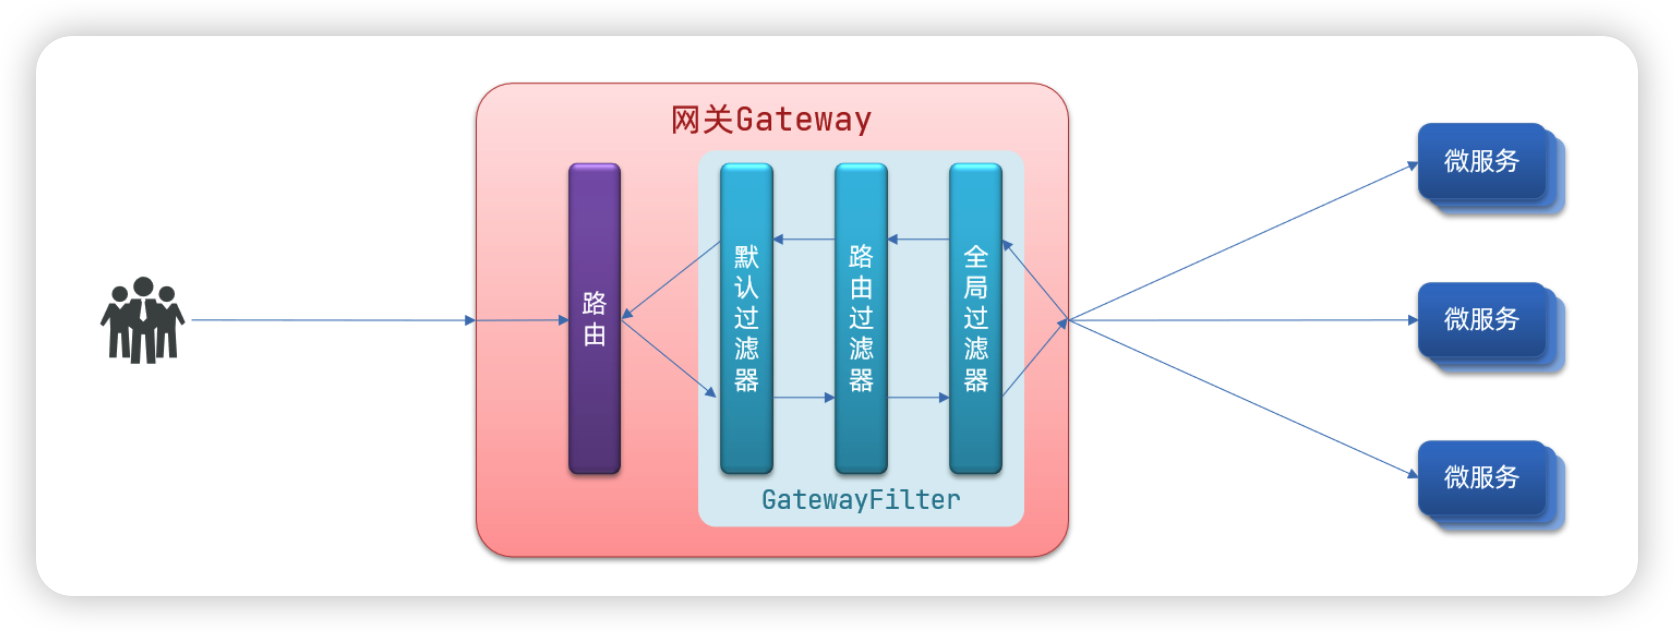 网关Gateway
路由
默认过滤器
路由过滤器
全局过滤器
GatewayFilter
微服务
微服务
微服务